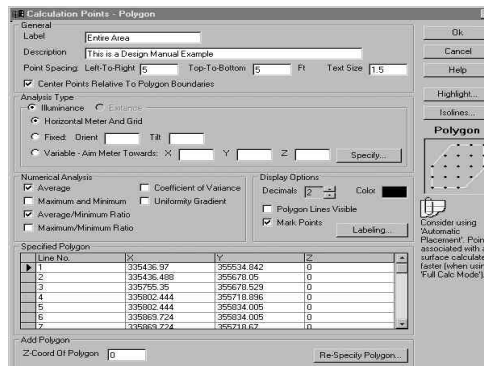 Calculation Points - Polygon
General
Label Entire Area
Description This is a Design Manual Example
Point Spacing: Left-To-Right 5 Top-To-Bottom 5 Ft Text Size 1.5
Center Points Relative To Polygon Boundaries
Analysis Type
Illuminance Exitance
Horizontal Meter And Grid
Fixed: Orient Tilt
Variable - Aim Meter Towards: X Y Z Specify...
Numerical Analysis
Average Coefficient of Variance
Maximum and Minimum Uniformity Gradient
Average/Minimum Ratio
Maximum/Minimum Ratio
Display Options
Decimals 2 Color
Polygon Lines Visible
Mark Points Labeling...
Specified Polygon
Line No. X Y Z
1 335436.97 355534.842 0
2 335436.488 355678.05 0
3 335755.35 355678.529 0
4 335802.444 355718.896 0
5 335802.444 355834.005 0
6 335869.724 355834.005 0
7 335869.724 355718.67 0
Add Polygon
Z-Coord Of Polygon 0 Re-Specify Polygon...
Ok
Cancel
Help
Highlight...
Isolines...
Polygon
Consider using
'Automatic
Placement'. Poin
associated with a
surface calculate
faster (when usin
'Full Calc Mode')